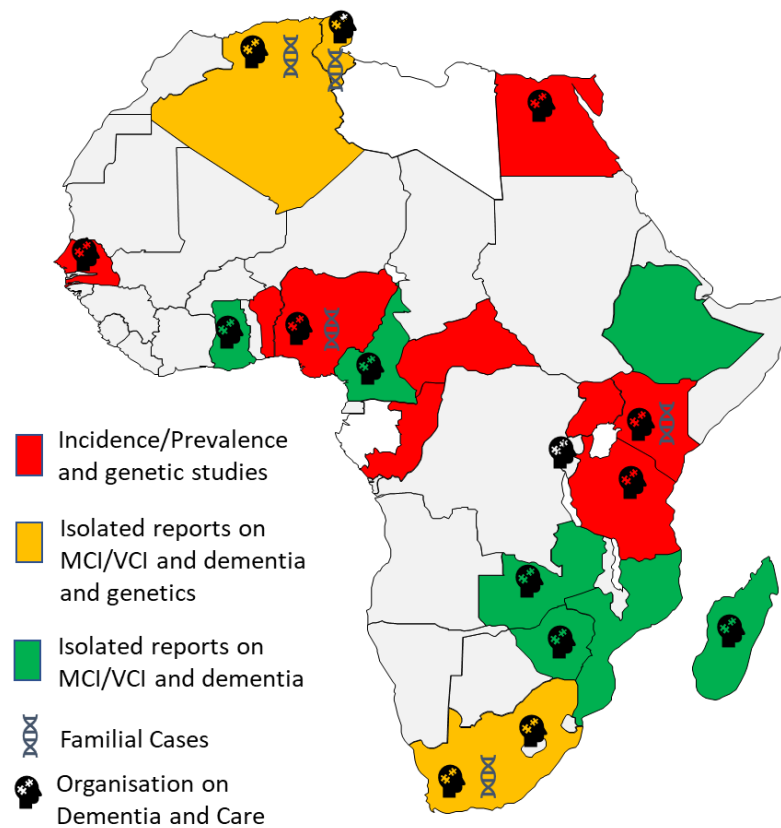 Incidence/Prevalence
and genetic studies
Isolated reports on
MCI/VCI and dementia
and genetics
Isolated reports on
MCI/VCI and dementia
Familial Cases
Organisation on
Dementia and Care